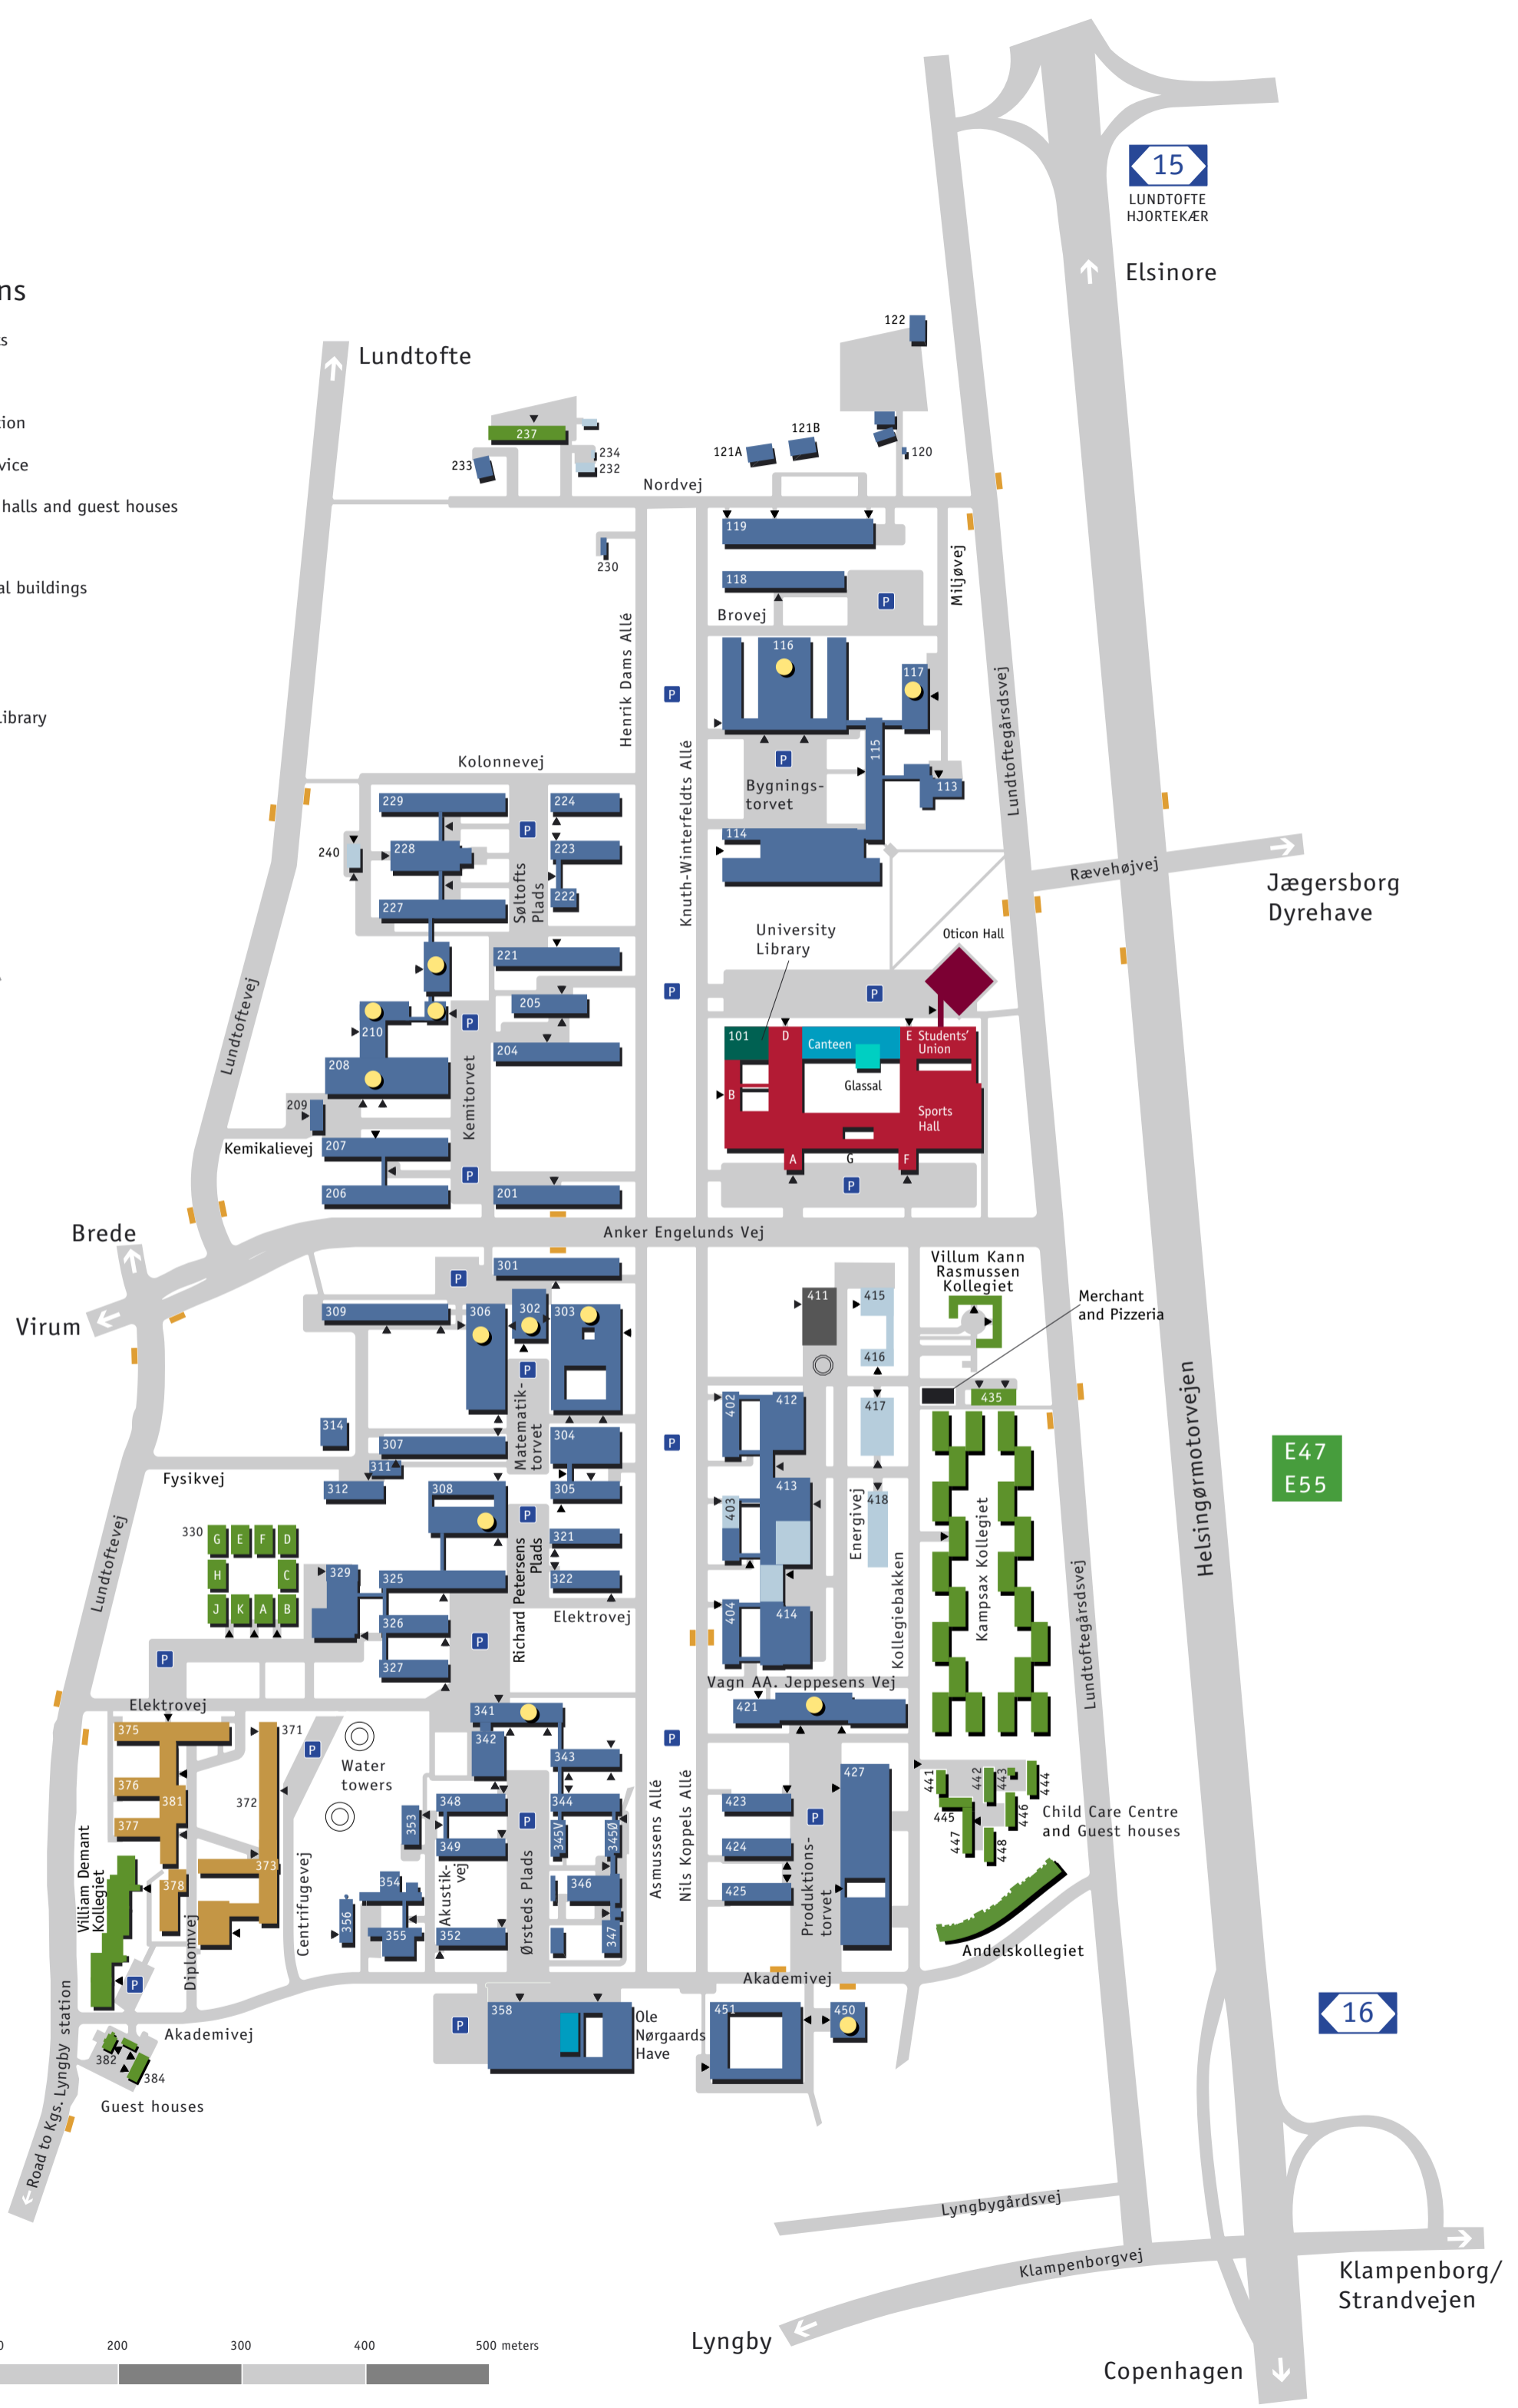 15
LUNDTOFTE
HJORTEKÆR
Elsinore
ns
s
tion
vice
halls and guest houses
al buildings
ibrary
Lundtofte
122
237
234
232
233
121A
121B
120
Nordvej
119
230
118
Brovej
Miljøvej
Henrik Dams Allé
P
116
117
Lundtoftegårdsvej
P
115
P
Knuth-Winterfeldts Allé
Bygnings-
torvet
113
114
Kolonnevej
229
224
P
240
228
223
Søltofts
Plads
222
227
Rævehøjvej
Jægersborg
Dyrehave
University
Library
Oticon Hall
221
P
P
205
Lundtoftevej
210
P
204
208
101
D
Canteen
E
Students'
Union
Glassal
B
Sports
Hall
209
Kemitorvet
Kemikalievej
207
A
G
F
P
206
201
P
Brede
Anker Engelunds Vej
Virum
301
P
309
306
302
303
P
411
415
416
Villum Kann
Rasmussen
Kollegiet
Merchant
and Pizzeria
435
Matematik-
torvet
402
412
417
314
307
304
P
311
Fysikvej
312
308
305
P
413
403
418
Energivej
Kollegiebakken
Kampsax Kollegiet
Helsingørmotorvejen
E47
E55
330
G
E
F
D
H
C
J
K
A
B
329
321
325
322
Richard Petersens
Plads
Elektrovej
326
327
P
404
414
Lundtoftevej
P
Lundtoftegårdsvej
Vagn AA. Jeppesens Vej
Elektrovej
375
371
P
341
342
421
376
381
372
Water
towers
343
P
427
377
373
353
348
P
344
345V
345Ø
349
423
P
424
425
441
442
443
444
445
446
447
448
Child Care Centre
and Guest houses
Villiam Demant
Kollegiet
378
354
Akustik-
vej
346
356
355
352
347
Ørsteds Plads
Asmussens Allé
Nils Koppels Allé
Produktions-
torvet
Centrifugevej
Diplomvej
Andelskollegiet
P
Akademivej
Akademivej
358
P
Ole
Nørgaards
Have
451
450
16
382
384
Guest houses
Road to Kgs. Lyngby station
Lyngbygårdsvej
Klampenborgvej
Klampenborg/
Strandvejen
Lyngby
Copenhagen
0
200
300
400
500 meters